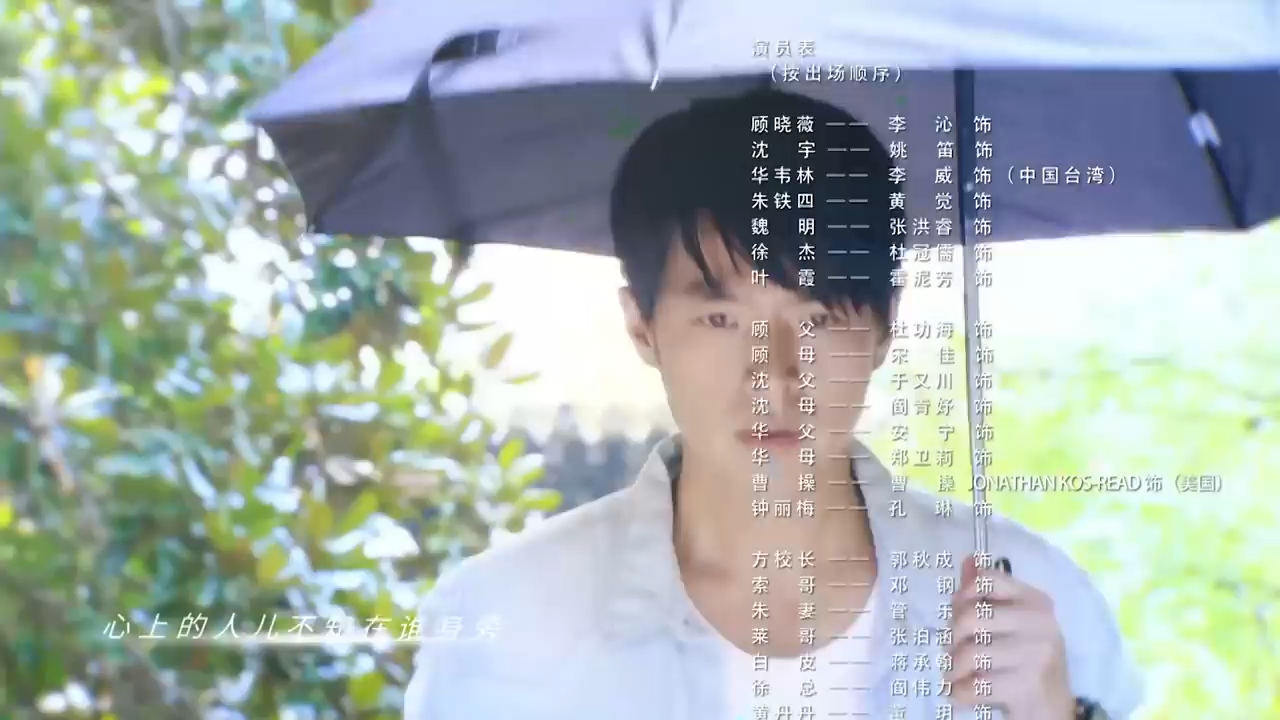 演员表
（按出场顺序）
顾晓薇 —— 李沁 饰
沈宇 —— 姚笛 饰
华韦林 —— 李威 饰（中国台湾）
朱铁四 —— 黄觉 饰
魏明 —— 张洪睿 饰
徐杰 —— 杜冠儒 饰
叶霞 —— 霍泥芳 饰
顾父 —— 杜功海 饰
顾母 —— 宋佳 饰
沈父 —— 于又川 饰
沈母 —— 阎青妤 饰
华父 —— 安宁 饰
华母 —— 郑卫莉 饰
曹操 —— 曹操 JONATHAN KOS-READ 饰（美国）
钟丽梅 —— 孔琳 饰
方校长 —— 郭秋成 饰
索哥 —— 邓钢 饰
朱妻 —— 管乐 饰
莱哥 —— 张泊涵 饰
白皮 —— 蒋承翰 饰
徐总 —— 阎伟力 饰
黄丹丹 —— 玥 饰
心上的人儿不知在谁身旁